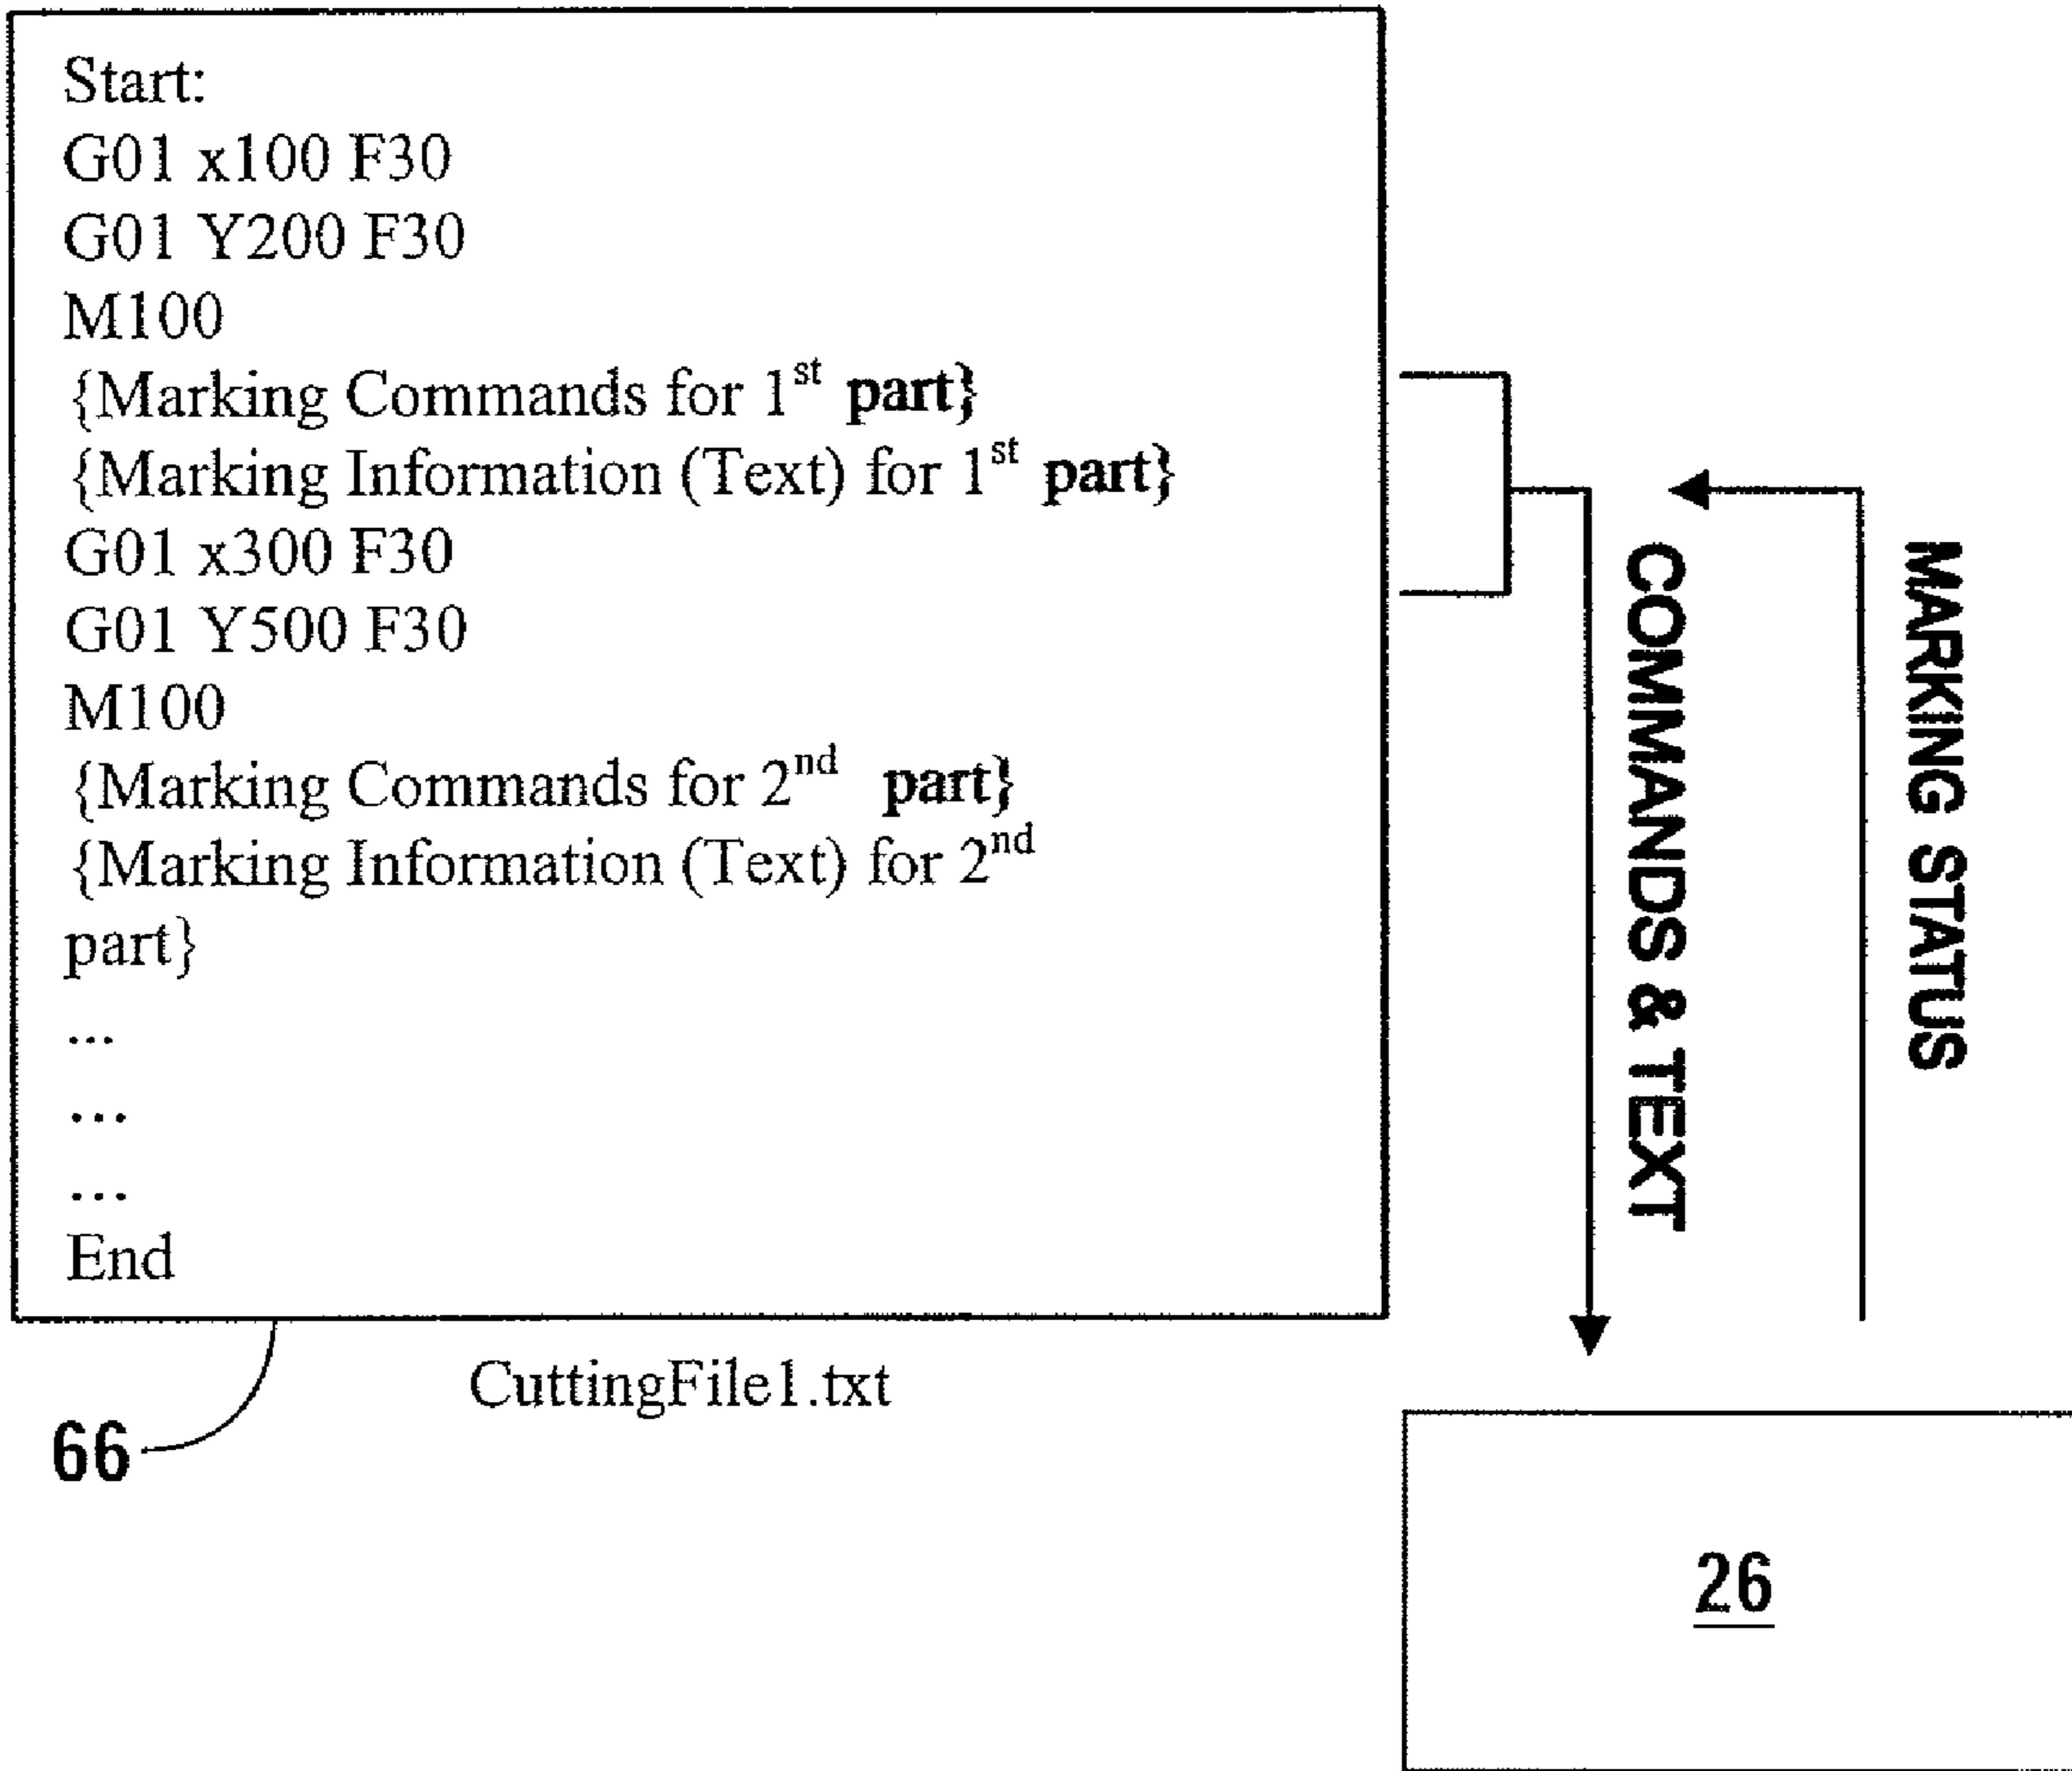 Start:
G01 x100 F30
G01 Y200 F30
M100
{Marking Commands for 1st part}
{Marking Information (Text) for 1st part}
G01 x300 F30
G01 Y500 F30
M100
{Marking Commands for 2nd part}
{Marking Information (Text) for 2nd
part}
...
...
...
End
CuttingFile1.txt
66
COMMANDS & TEXT
MARKING STATUS
26